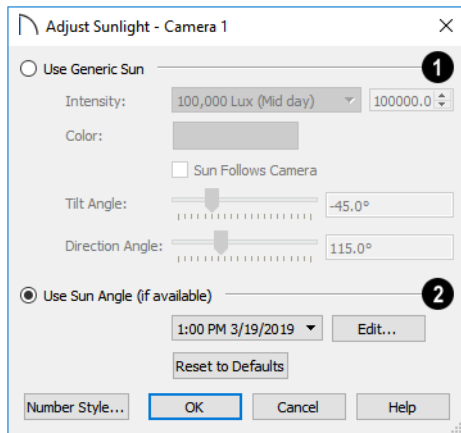 Adjust Sunlight - Camera 1
Use Generic Sun 1
Intensity: 100,000 Lux (Mid day) 100000.0
Color:
Sun Follows Camera
Tilt Angle: -45.0°
Direction Angle: 115.0°
Use Sun Angle (if available) 2
1:00 PM 3/19/2019 Edit...
Reset to Defaults
Number Style... OK Cancel Help